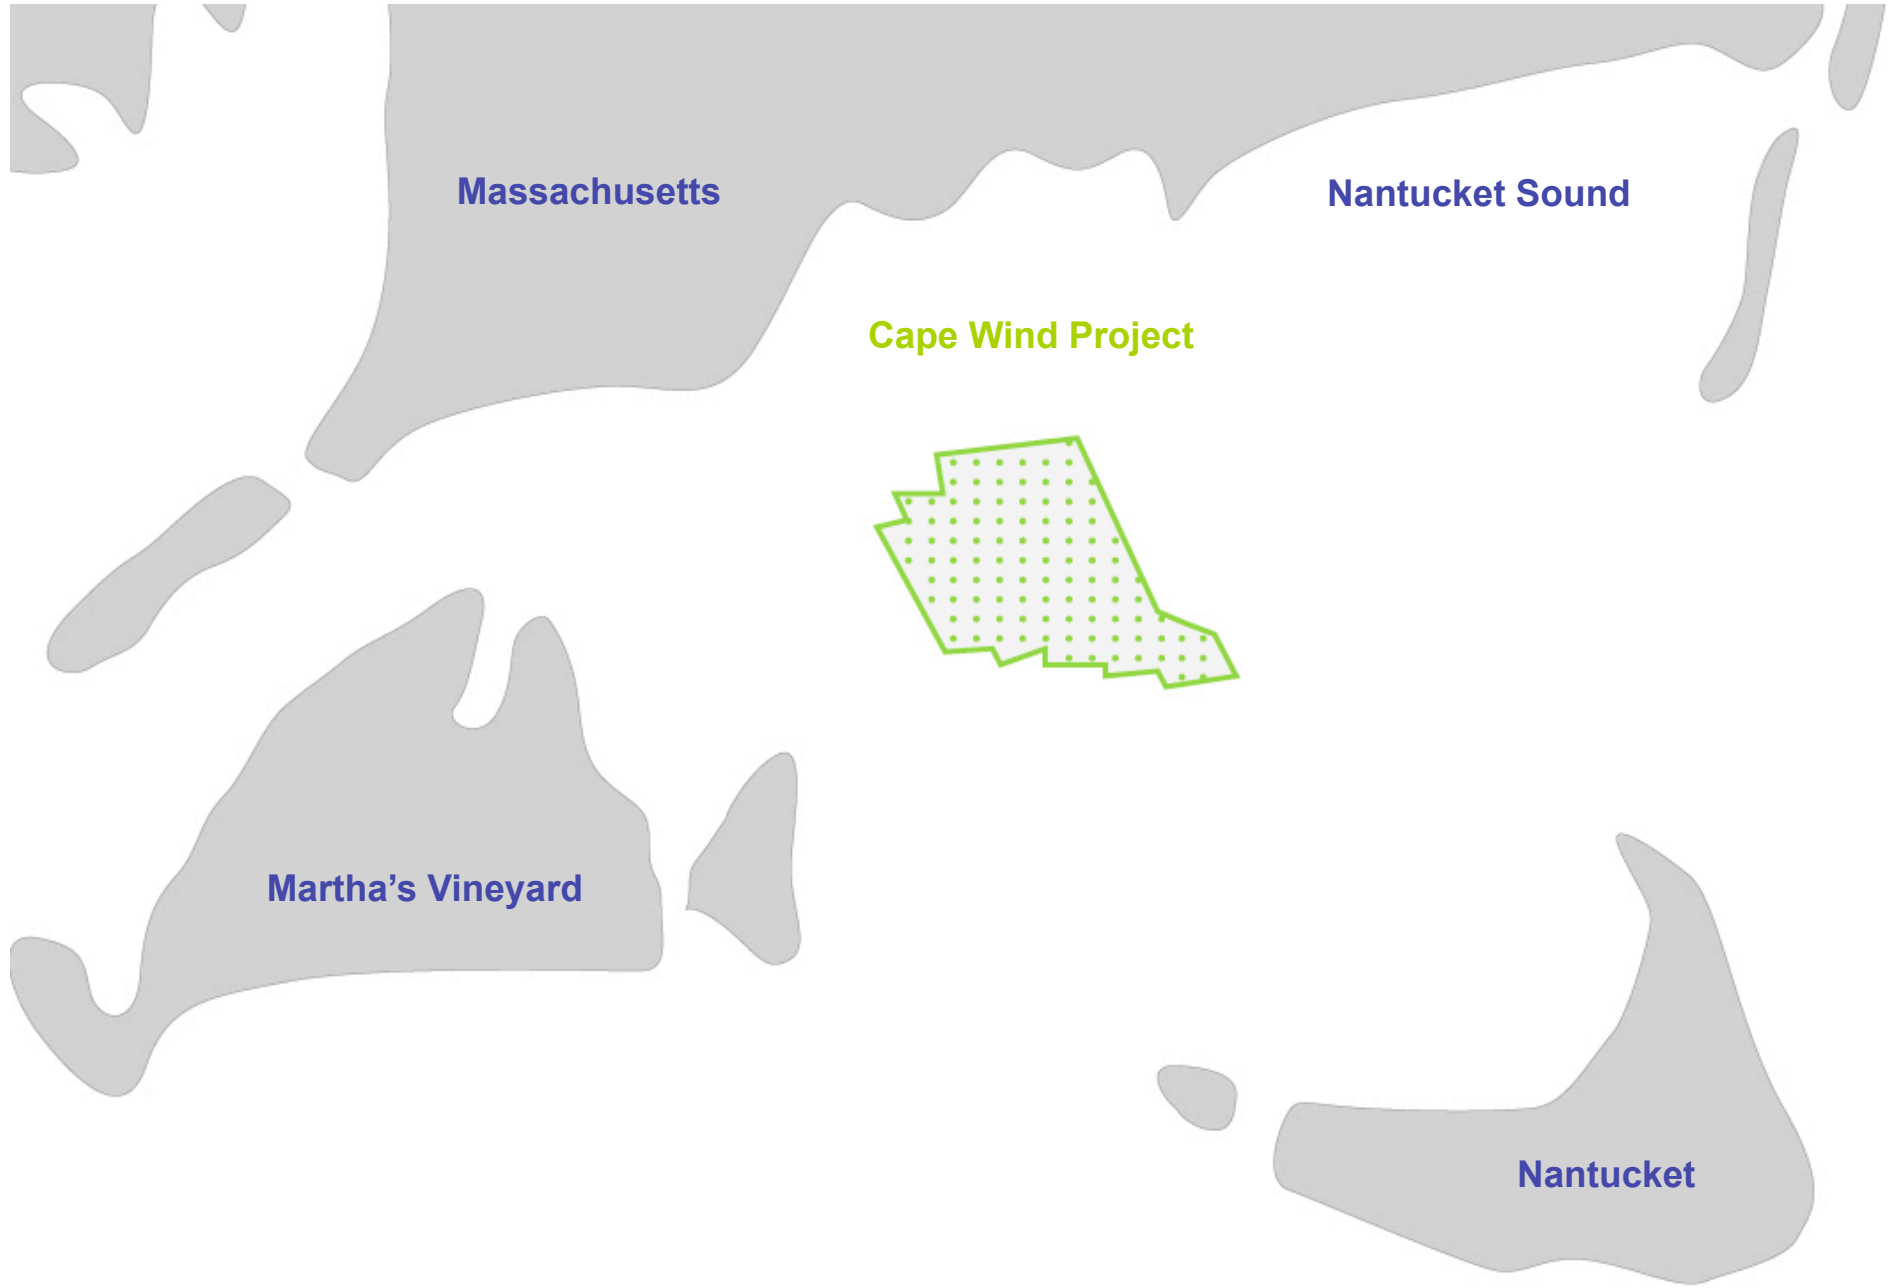 Massachusetts
Nantucket Sound
Cape Wind Project
Martha’s Vineyard
Nantucket